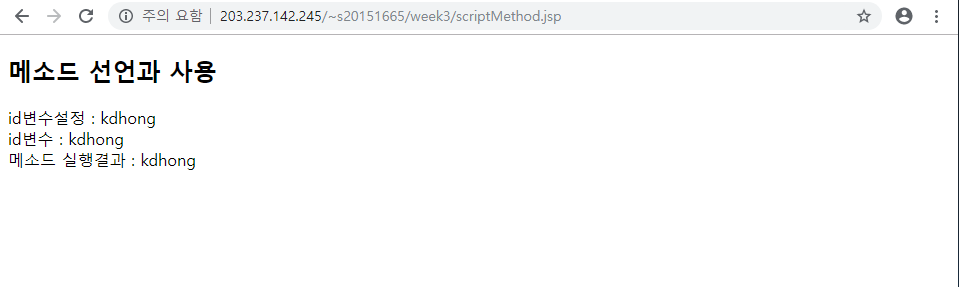 주의 요함 | 203.237.142.245/~s20151665/week3/scriptMethod.jsp
메소드 선언과 사용
id변수설정 : kdhong
id변수 : kdhong
메소드 실행결과 : kdhong